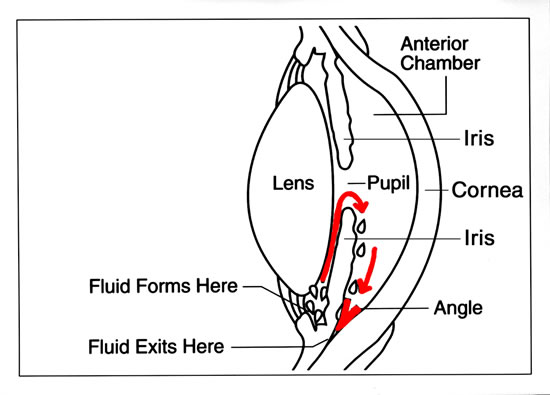 Anterior
Chamber
Iris
Lens
Pupil
Cornea
Iris
Fluid Forms Here
Angle
Fluid Exits Here